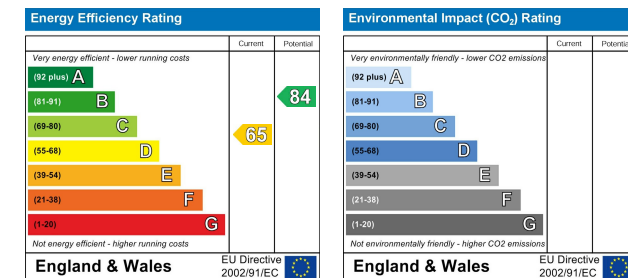 Energy Efficiency Rating
Current Potential
Very energy efficient - lower running costs
(92 plus) A
(81-91) B
84
(69-80) C
65
(55-68) D
(39-54) E
(21-38) F
(1-20) G
Not energy efficient - higher running costs
England & Wales
EU Directive
2002/91/EC
Environmental Impact (CO2) Rating
Current Potential
Very environmentally friendly - lower CO2 emissions
(92 plus) A
(81-91) B
(69-80) C
(55-68) D
(39-54) E
(21-38) F
(1-20) G
Not environmentally friendly - higher CO2 emissions
England & Wales
EU Directive
2002/91/EC